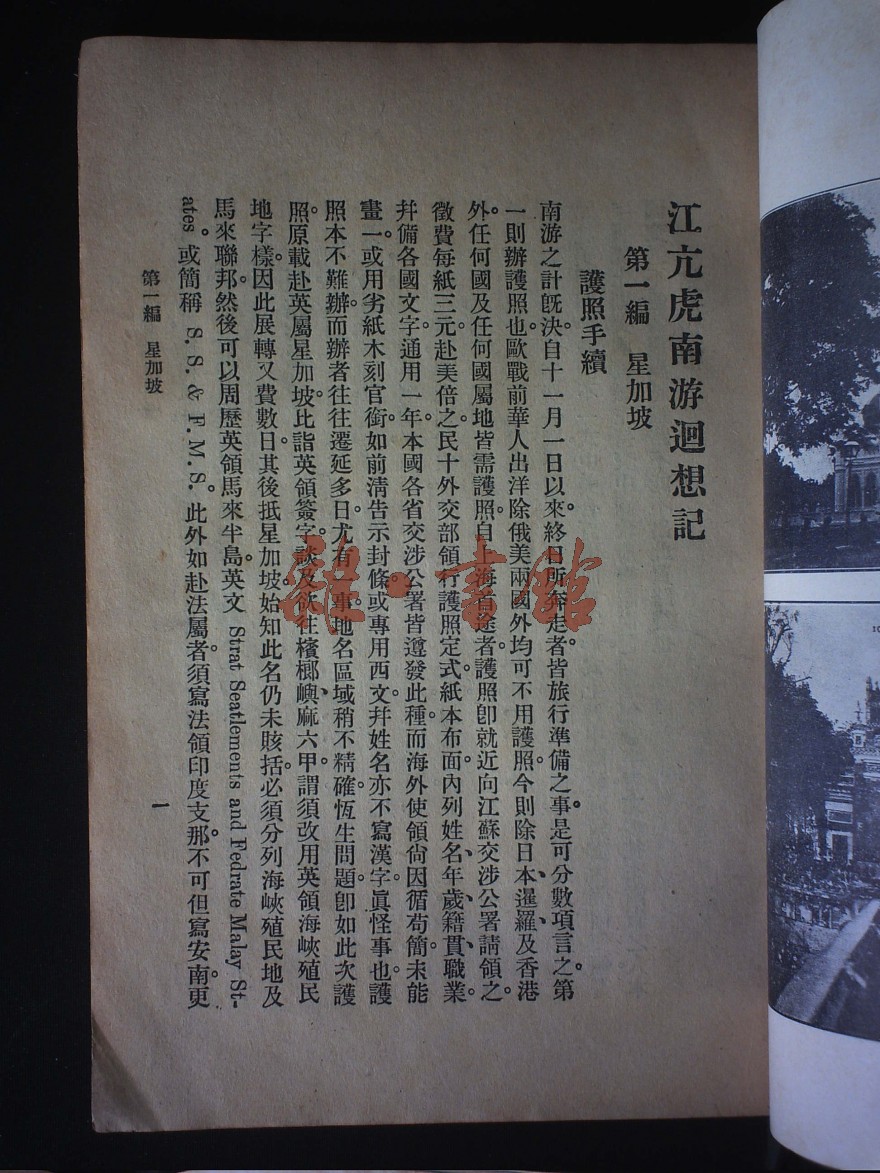 江亢虎南游迴想記
第一編　星加坡
護照手續
南游之計旣決。自十一月一日以來。終日所奔走者。皆旅行準備之事。是可分數項言之。第
一則辦護照也。歐戰前華人出洋。除俄美兩國外。均可不用護照。今則除日本、暹羅、及香港
外。任何國及任何國屬地。皆需護照。自上海首途者。護照卽就近向江蘇交涉公署請領之。
徵費每紙三元。赴美倍之。民十外交部領行護照定式。紙本布面。內列姓名、年歲、籍貫、職業。
幷備各國文字。通用一年。本國各省交涉公署皆遵發此種。而海外使領尙因循苟簡。未能
畫一。或用劣紙木刻官銜。如前淸告示封條。或專用西文。幷姓名亦不寫漢字。眞怪事也。護
照本不難辦。而辦者往往遷延多日。尤有一事。地名區域稍不精確。恆生問題。卽如此次護
照。原載赴英屬星加坡。比詣英領簽字。談及欲往檳榔嶼、麻六甲。謂須改用英領海峽殖民
地字樣。因此展轉又費數日。其後抵星加坡。始知此名仍未賅括。必須分列海峽殖民地及
馬來聯邦。然後可以周歷英領馬來半島。英文 Strat Seatlements and Fedrate Malay St-
ates。或簡稱 S. S. & F. M. S.。此外如赴法屬者。須寫法領印度支那。不可但寫安南。更
第一編　星加坡
1
雜·書館